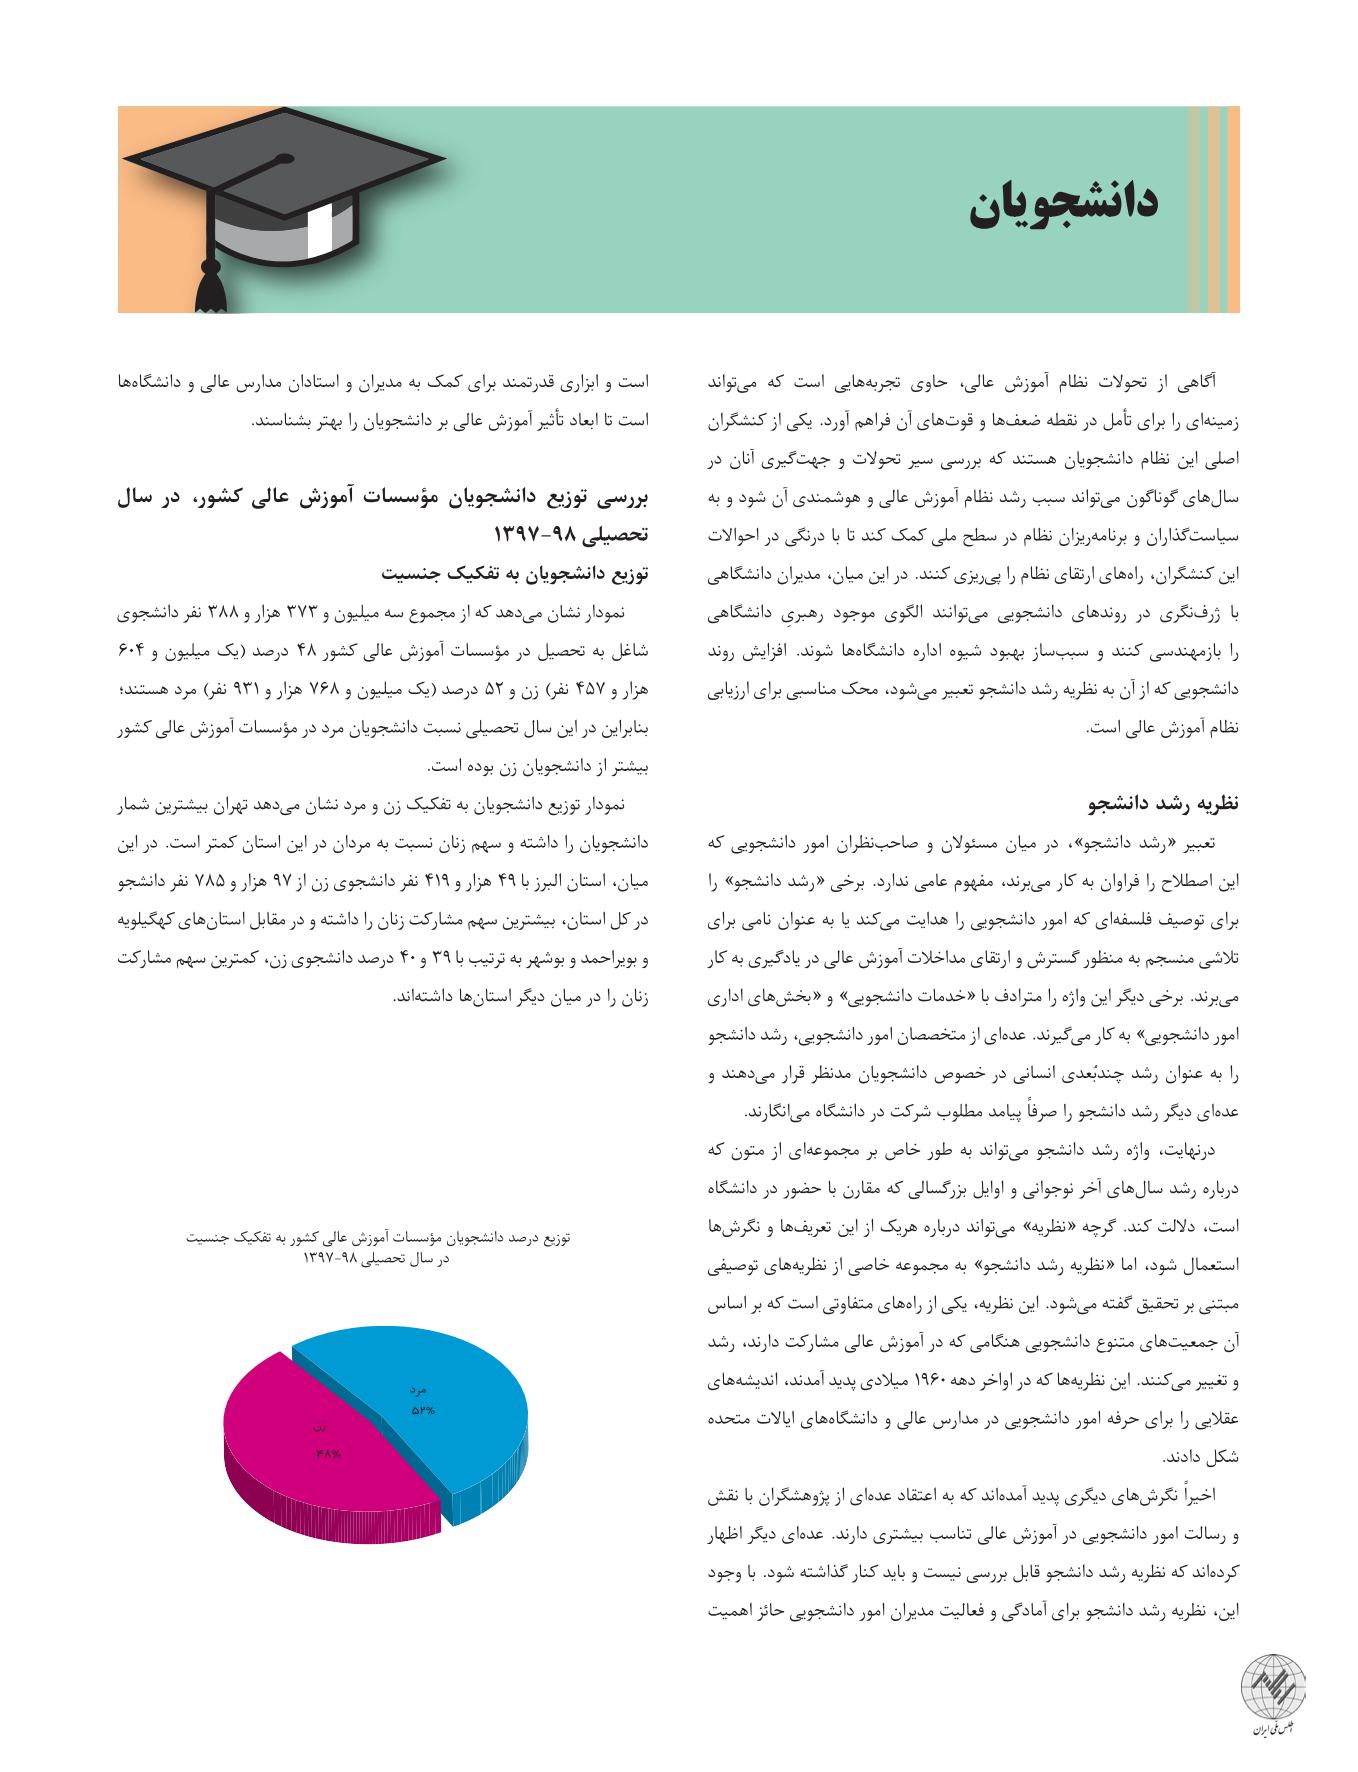 دانشجویان
آگاهی از تحولات نظام آموزش عالی، حاوی تجربه‌هایی است که می‌تواند
زمینه‌ای را برای تأمل در نقطه ضعف‌ها و قوت‌های آن فراهم آورد. یکی از کنشگران
اصلی این نظام دانشجویان هستند که بررسی سیر تحولات و جهت‌گیری آنان در
سال‌های گوناگون می‌تواند سبب رشد نظام آموزش عالی و هوشمندی آن شود و به
سیاست‌گذاران و برنامه‌ریزان نظام در سطح ملی کمک کند تا با درنگی در احوالات
این کنشگران، راه‌های ارتقای نظام را پی‌ریزی کنند. در این میان، مدیران دانشگاهی
با ژرف‌نگری در روندهای دانشجویی می‌توانند الگوی موجود رهبریِ دانشگاهی
را بازمهندسی کنند و سبب‌ساز بهبود شیوه اداره دانشگاه‌ها شوند. افزایش روند
دانشجویی که از آن به نظریه رشد دانشجو تعبیر می‌شود، محک مناسبی برای ارزیابی
نظام آموزش عالی است.
نظریه رشد دانشجو
تعبیر «رشد دانشجو»، در میان مسئولان و صاحب‌نظران امور دانشجویی که
این اصطلاح را فراوان به کار می‌برند، مفهوم عامی ندارد. برخی «رشد دانشجو» را
برای توصیف فلسفه‌ای که امور دانشجویی را هدایت می‌کند یا به عنوان نامی برای
تلاشی منسجم به منظور گسترش و ارتقای مداخلات آموزش عالی در یادگیری به کار
می‌برند. برخی دیگر این واژه را مترادف با «خدمات دانشجویی» و «بخش‌های اداری
امور دانشجویی» به کار می‌گیرند. عده‌ای از متخصصان امور دانشجویی، رشد دانشجو
را به عنوان رشد چندبُعدی انسانی در خصوص دانشجویان مدنظر قرار می‌دهند و
عده‌ای دیگر رشد دانشجو را صرفاً پیامد مطلوب شرکت در دانشگاه می‌انگارند.
درنهایت، واژه رشد دانشجو می‌تواند به طور خاص بر مجموعه‌ای از متون که
درباره رشد سال‌های آخر نوجوانی و اوایل بزرگسالی که مقارن با حضور در دانشگاه
است، دلالت کند. گرچه «نظریه» می‌تواند درباره هریک از این تعریف‌ها و نگرش‌ها
استعمال شود، اما «نظریه رشد دانشجو» به مجموعه خاصی از نظریه‌های توصیفی
مبتنی بر تحقیق گفته می‌شود. این نظریه، یکی از راه‌های متفاوتی است که بر اساس
آن جمعیت‌های متنوع دانشجویی هنگامی که در آموزش عالی مشارکت دارند، رشد
و تغییر می‌کنند. این نظریه‌ها که در اواخر دهه ۱۹۶۰ میلادی پدید آمدند، اندیشه‌های
عقلایی را برای حرفه امور دانشجویی در مدارس عالی و دانشگاه‌های ایالات متحده
شکل دادند.
اخیراً نگرش‌های دیگری پدید آمده‌اند که به اعتقاد عده‌ای از پژوهشگران با نقش
و رسالت امور دانشجویی در آموزش عالی تناسب بیشتری دارند. عده‌ای دیگر اظهار
کرده‌اند که نظریه رشد دانشجو قابل بررسی نیست و باید کنار گذاشته شود. با وجود
این، نظریه رشد دانشجو برای آمادگی و فعالیت مدیران امور دانشجویی حائز اهمیت
است و ابزاری قدرتمند برای کمک به مدیران و استادان مدارس عالی و دانشگاه‌ها
است تا ابعاد تأثیر آموزش عالی بر دانشجویان را بهتر بشناسند.
بررسی توزیع دانشجویان مؤسسات آموزش عالی کشور، در سال
تحصیلی ۹۸-۱۳۹۷
توزیع دانشجویان به تفکیک جنسیت
نمودار نشان می‌دهد که از مجموع سه میلیون و ۳۷۳ هزار و ۳۸۸ نفر دانشجوی
شاغل به تحصیل در مؤسسات آموزش عالی کشور ۴۸ درصد (یک میلیون و ۶۰۴
هزار و ۴۵۷ نفر) زن و ۵۲ درصد (یک میلیون و ۷۶۸ هزار و ۹۳۱ نفر) مرد هستند؛
بنابراین در این سال تحصیلی نسبت دانشجویان مرد در مؤسسات آموزش عالی کشور
بیشتر از دانشجویان زن بوده است.
نمودار توزیع دانشجویان به تفکیک زن و مرد نشان می‌دهد تهران بیشترین شمار
دانشجویان را داشته و سهم زنان نسبت به مردان در این استان کمتر است. در این
میان، استان البرز با ۴۹ هزار و ۴۱۹ نفر دانشجوی زن از ۹۷ هزار و ۷۸۵ نفر دانشجو
در کل استان، بیشترین سهم مشارکت زنان را داشته و در مقابل استان‌های کهگیلویه
و بویراحمد و بوشهر به ترتیب با ۳۹ و ۴۰ درصد دانشجوی زن، کمترین سهم مشارکت
زنان را در میان دیگر استان‌ها داشته‌اند.
توزیع درصد دانشجویان مؤسسات آموزش عالی کشور به تفکیک جنسیت
در سال تحصیلی ۹۸-۱۳۹۷
مرد
۵۲%
زن
۴۸%
اطلس ملی ایران